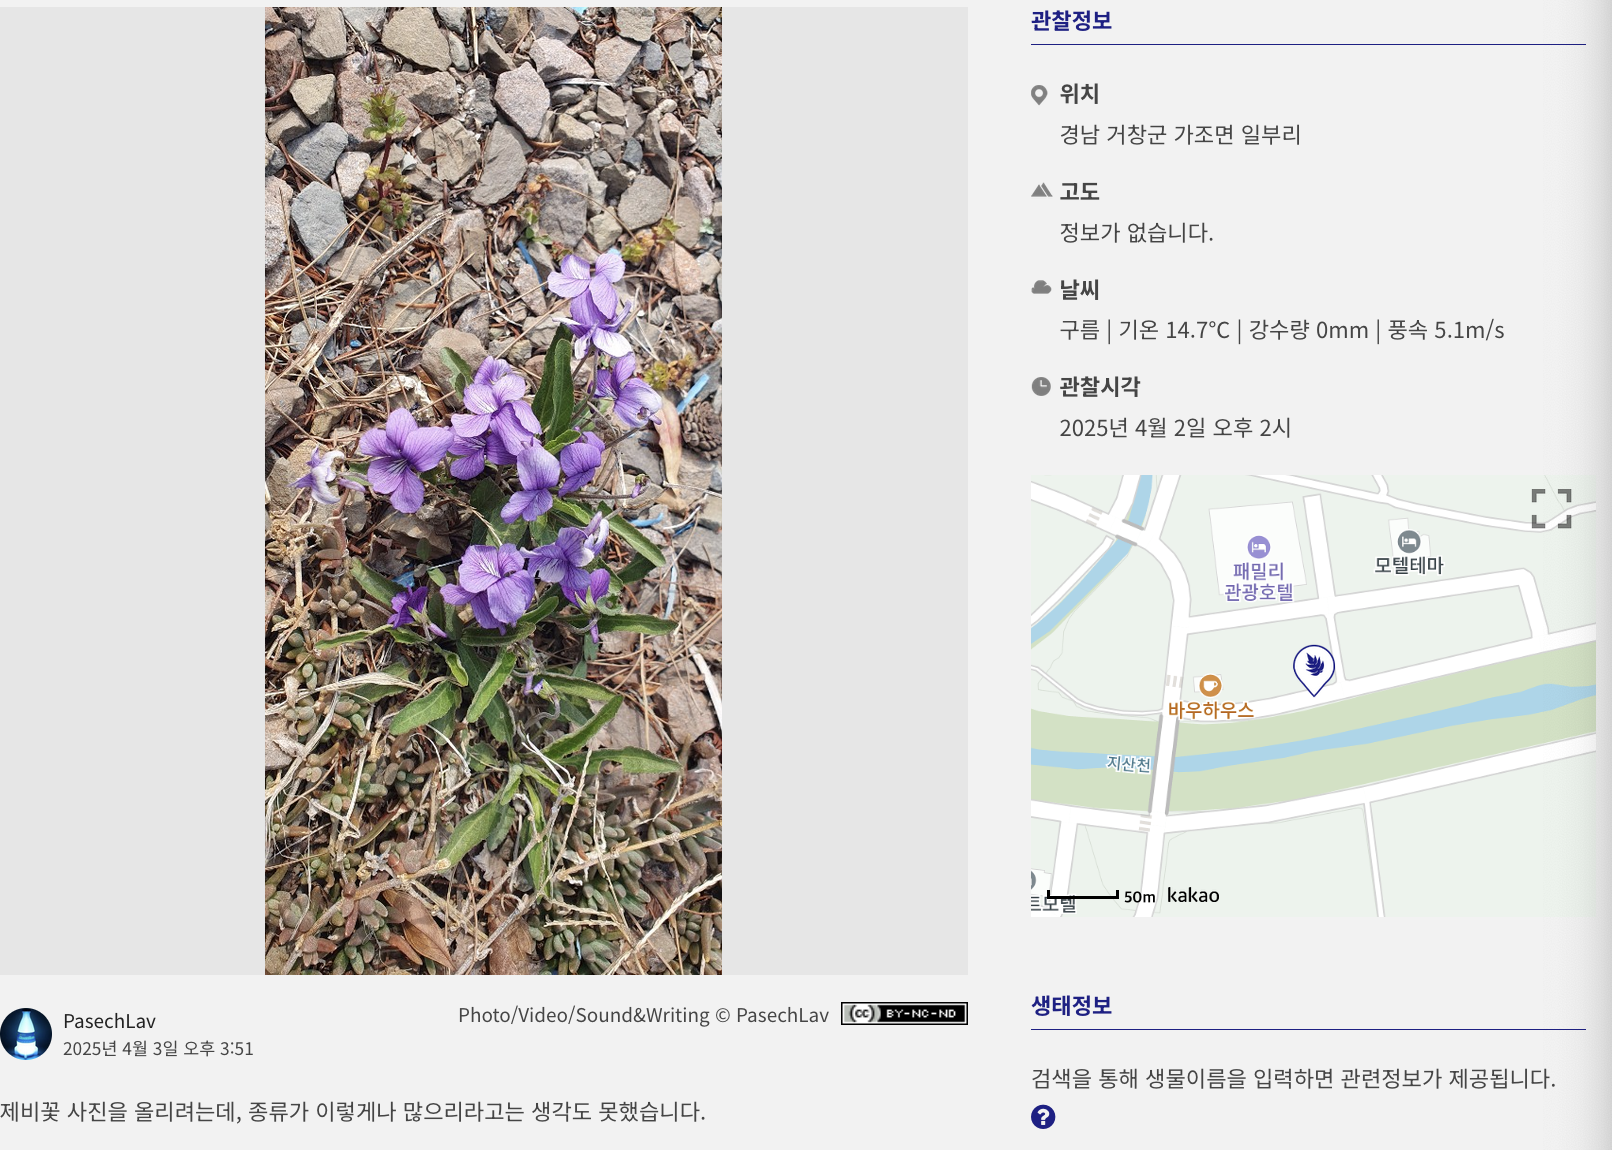 관찰정보
위치
경남 거창군 가조면 일부리
고도
정보가 없습니다.
날씨
구름 | 기온 14.7℃ | 강수량 0mm | 풍속 5.1m/s
관찰시각
2025년 4월 2일 오후 2시
패밀리
관광호텔
모텔테마
바우하우스
지산천
트모텔
50m kakao
Photo/Video/Sound&Writing © PasechLav
cc BY-NC-ND
PasechLav
2025년 4월 3일 오후 3:51
제비꽃 사진을 올리려는데, 종류가 이렇게나 많으리라고는 생각도 못했습니다.
생태정보
검색을 통해 생물이름을 입력하면 관련정보가 제공됩니다.
?